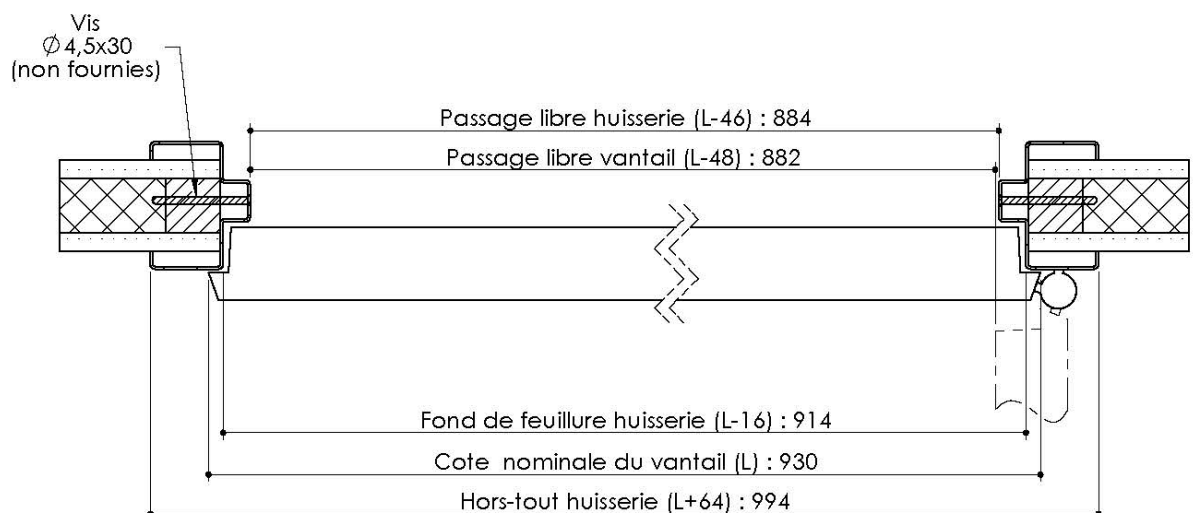 Vis
∅ 4,5x30
(non fournies)
Passage libre huisserie (L-46) : 884
Passage libre vantail (L-48) : 882
Fond de feuillure huisserie (L-16) : 914
Cote nominale du vantail (L) : 930
Hors-tout huisserie (L+64) : 994